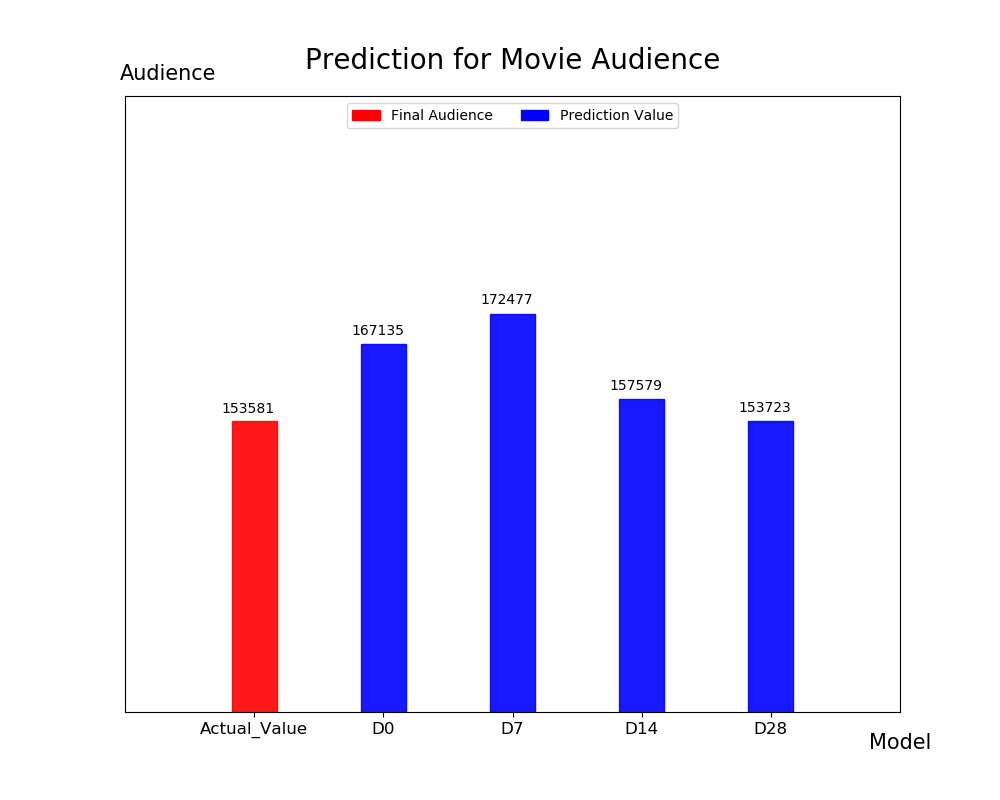 Prediction for Movie Audience
Audience
Final Audience Prediction Value
172477
167135
157579
153581
153723
Actual_Value D0 D7 D14 D28
Model